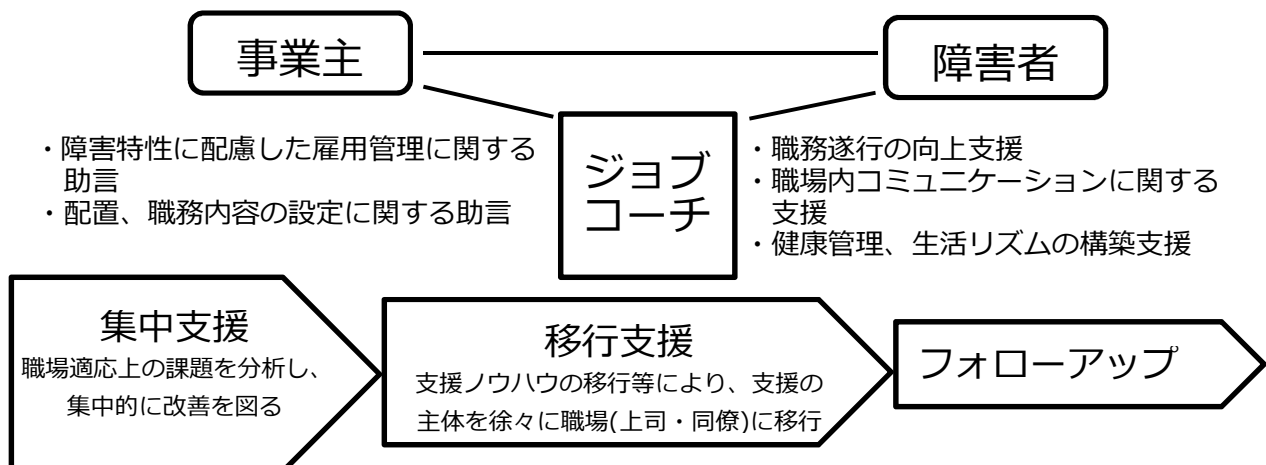 事業主
障害者
ジョブ
コーチ
・障害特性に配慮した雇用管理に関する
助言
・配置、職務内容の設定に関する助言
・職務遂行の向上支援
・職場内コミュニケーションに関する
支援
・健康管理、生活リズムの構築支援
集中支援
職場適応上の課題を分析し、
集中的に改善を図る
移行支援
支援ノウハウの移行等により、支援の
主体を徐々に職場(上司・同僚)に移行
フォローアップ